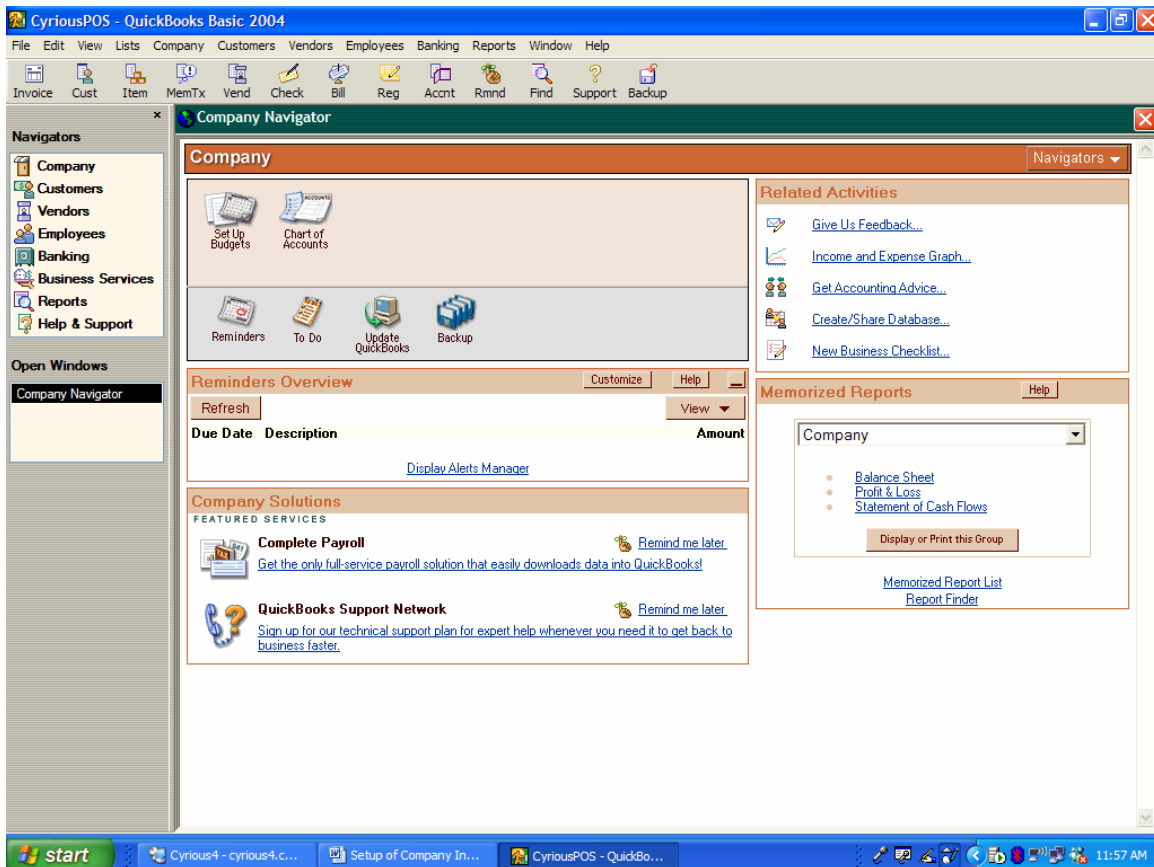 CyriousPOS - QuickBooks Basic 2004
File Edit View Lists Company Customers Vendors Employees Banking Reports Window Help
Invoice Cust Item MemTx Vend Check Bill Reg Accnt Rmnd Find Support Backup
Company Navigator
Navigators
Company
Customers
Vendors
Employees
Banking
Business Services
Reports
Help & Support
Open Windows
Company Navigator
Company
Navigators
Set Up
Budgets
Chart of
Accounts
Reminders
To Do
Update
QuickBooks
Backup
Reminders Overview
Customize
Help
Refresh
View
Due Date Description Amount
Display Alerts Manager
Company Solutions
FEATURED SERVICES
Complete Payroll
Remind me later
Get the only full-service payroll solution that easily downloads data into QuickBooks!
QuickBooks Support Network
Remind me later
Sign up for our technical support plan for expert help whenever you need it to get back to
business faster.
Related Activities
Give Us Feedback...
Income and Expense Graph...
Get Accounting Advice...
Create/Share Database...
New Business Checklist...
Memorized Reports
Help
Company
Balance Sheet
Profit & Loss
Statement of Cash Flows
Display or Print this Group
Memorized Report List
Report Finder
start
Cyrious4 - cyrious4.c...
Setup of Company In...
CyriousPOS - QuickBo...
11:57 AM